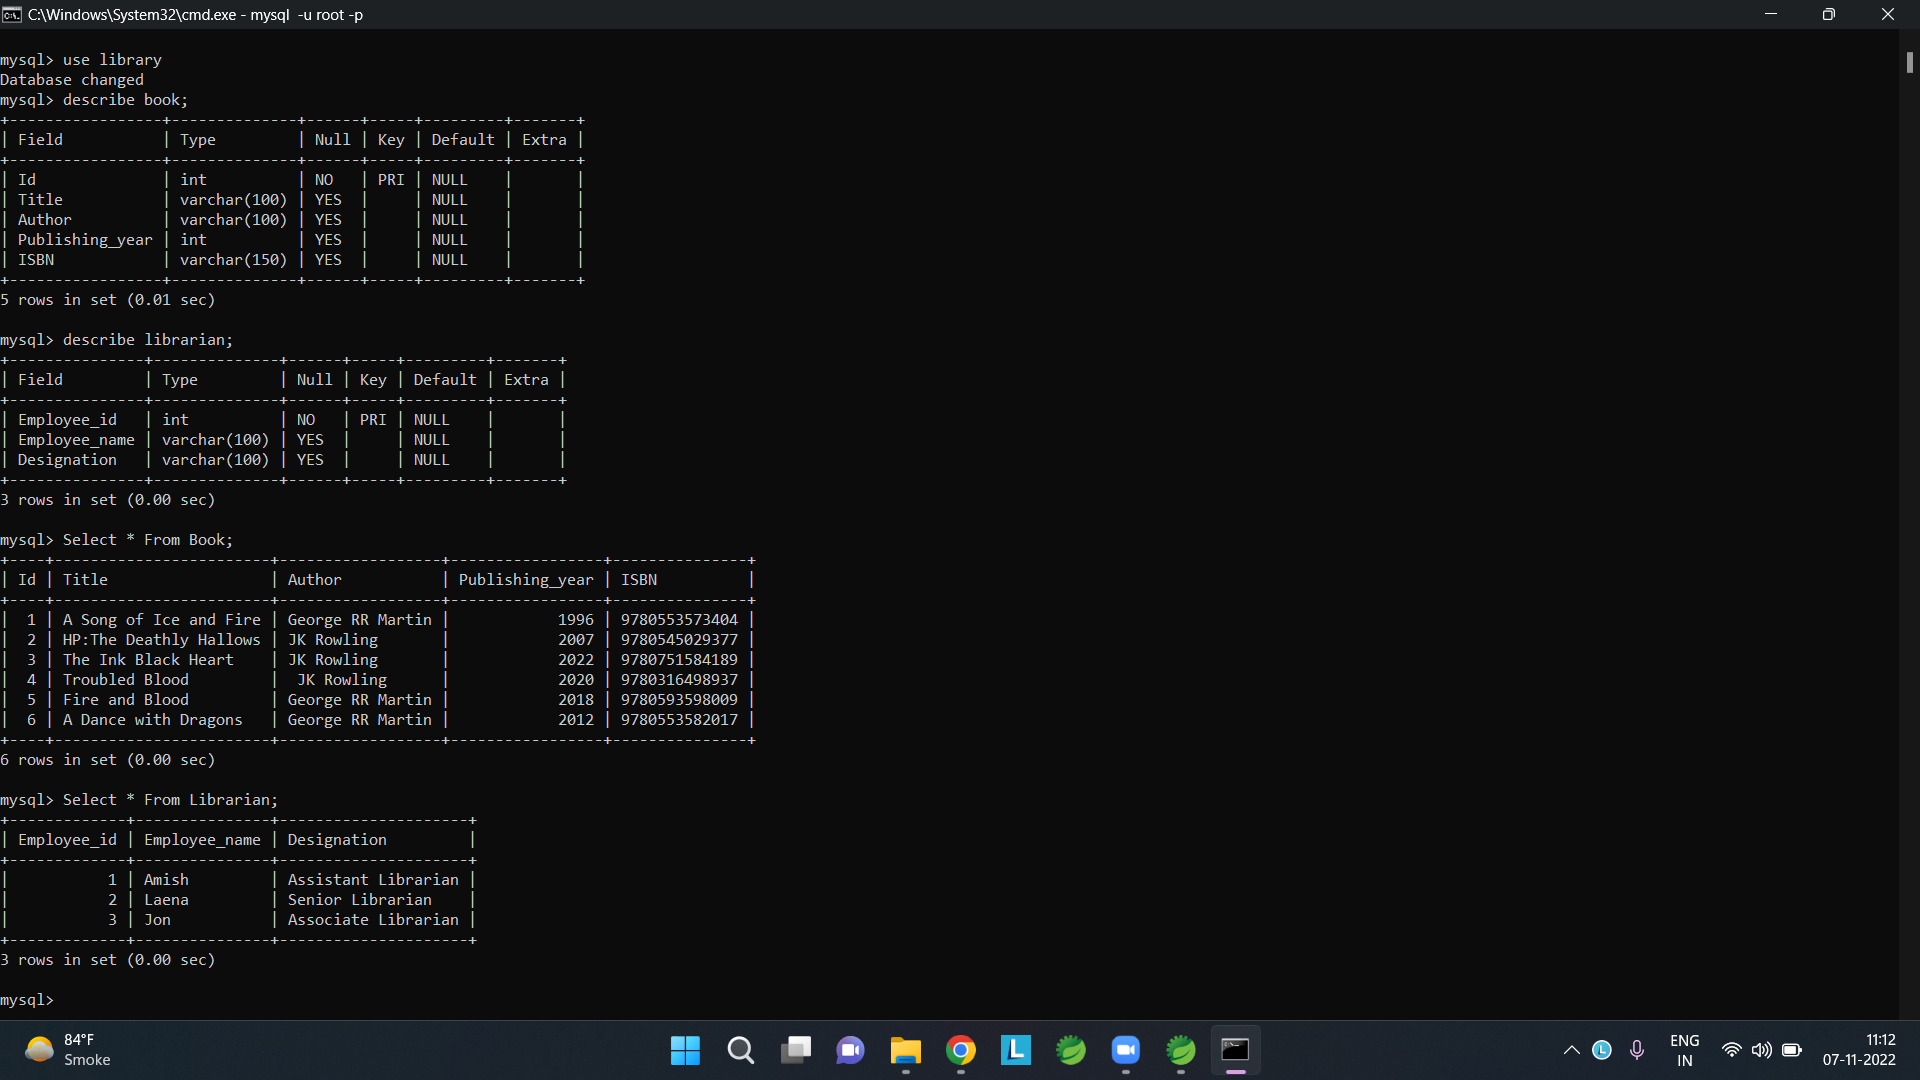 C:\Windows\System32\cmd.exe - mysql  -u root -p
mysql> use library
Database changed
mysql> describe book;
+-----------------+--------------+------+-----+---------+-------+
| Field           | Type         | Null | Key | Default | Extra |
+-----------------+--------------+------+-----+---------+-------+
| Id              | int          | NO   | PRI | NULL    |       |
| Title           | varchar(100) | YES  |     | NULL    |       |
| Author          | varchar(100) | YES  |     | NULL    |       |
| Publishing_year | int          | YES  |     | NULL    |       |
| ISBN            | varchar(150) | YES  |     | NULL    |       |
+-----------------+--------------+------+-----+---------+-------+
5 rows in set (0.01 sec)
mysql> describe librarian;
+---------------+--------------+------+-----+---------+-------+
| Field         | Type         | Null | Key | Default | Extra |
+---------------+--------------+------+-----+---------+-------+
| Employee_id   | int          | NO   | PRI | NULL    |       |
| Employee_name | varchar(100) | YES  |     | NULL    |       |
| Designation   | varchar(100) | YES  |     | NULL    |       |
+---------------+--------------+------+-----+---------+-------+
3 rows in set (0.00 sec)
mysql> Select * From Book;
+----+------------------------+------------------+-----------------+---------------+
| Id | Title                  | Author           | Publishing_year | ISBN          |
+----+------------------------+------------------+-----------------+---------------+
|  1 | A Song of Ice and Fire | George RR Martin |            1996 | 9780553573404 |
|  2 | HP:The Deathly Hallows | JK Rowling       |            2007 | 9780545029377 |
|  3 | The Ink Black Heart    | JK Rowling       |            2022 | 9780751584189 |
|  4 | Troubled Blood         |  JK Rowling      |            2020 | 9780316498937 |
|  5 | Fire and Blood         | George RR Martin |            2018 | 9780593598009 |
|  6 | A Dance with Dragons   | George RR Martin |            2012 | 9780553582017 |
+----+------------------------+------------------+-----------------+---------------+
6 rows in set (0.00 sec)
mysql> Select * From Librarian;
+-------------+---------------+---------------------+
| Employee_id | Employee_name | Designation         |
+-------------+---------------+---------------------+
|           1 | Amish         | Assistant Librarian |
|           2 | Laena         | Senior Librarian    |
|           3 | Jon           | Associate Librarian |
+-------------+---------------+---------------------+
3 rows in set (0.00 sec)
mysql>
84°F
Smoke
ENG
IN
11:12
07-11-2022